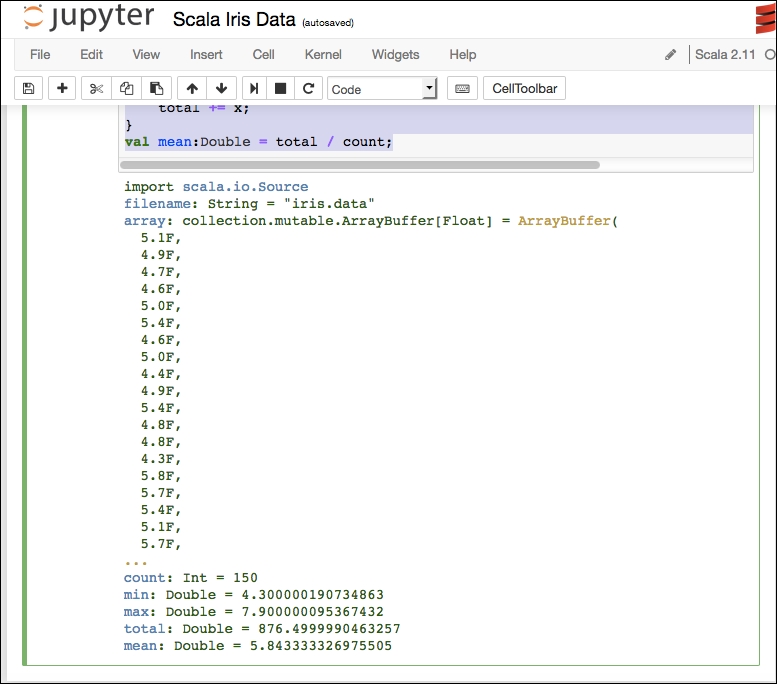 jupyter Scala Iris Data (autosaved)
File Edit View Insert Cell Kernel Widgets Help Scala 2.11
Code CellToolbar
total += x;
}
val mean:Double = total / count;
import scala.io.Source
filename: String = "iris.data"
array: collection.mutable.ArrayBuffer[Float] = ArrayBuffer(
5.1F,
4.9F,
4.7F,
4.6F,
5.0F,
5.4F,
4.6F,
5.0F,
4.4F,
4.9F,
5.4F,
4.8F,
4.8F,
4.3F,
5.8F,
5.7F,
5.4F,
5.1F,
5.7F,
...
count: Int = 150
min: Double = 4.300000190734863
max: Double = 7.900000095367432
total: Double = 876.4999990463257
mean: Double = 5.843333326975505